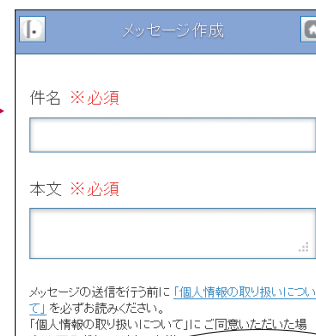 メッセージ作成
件名 ※必須
本文 ※必須
メッセージの送信を行う前に「個人情報の取り扱いについ
て」を必ずお読みください。
「個人情報の取り扱いについて」にご同意いただいた場